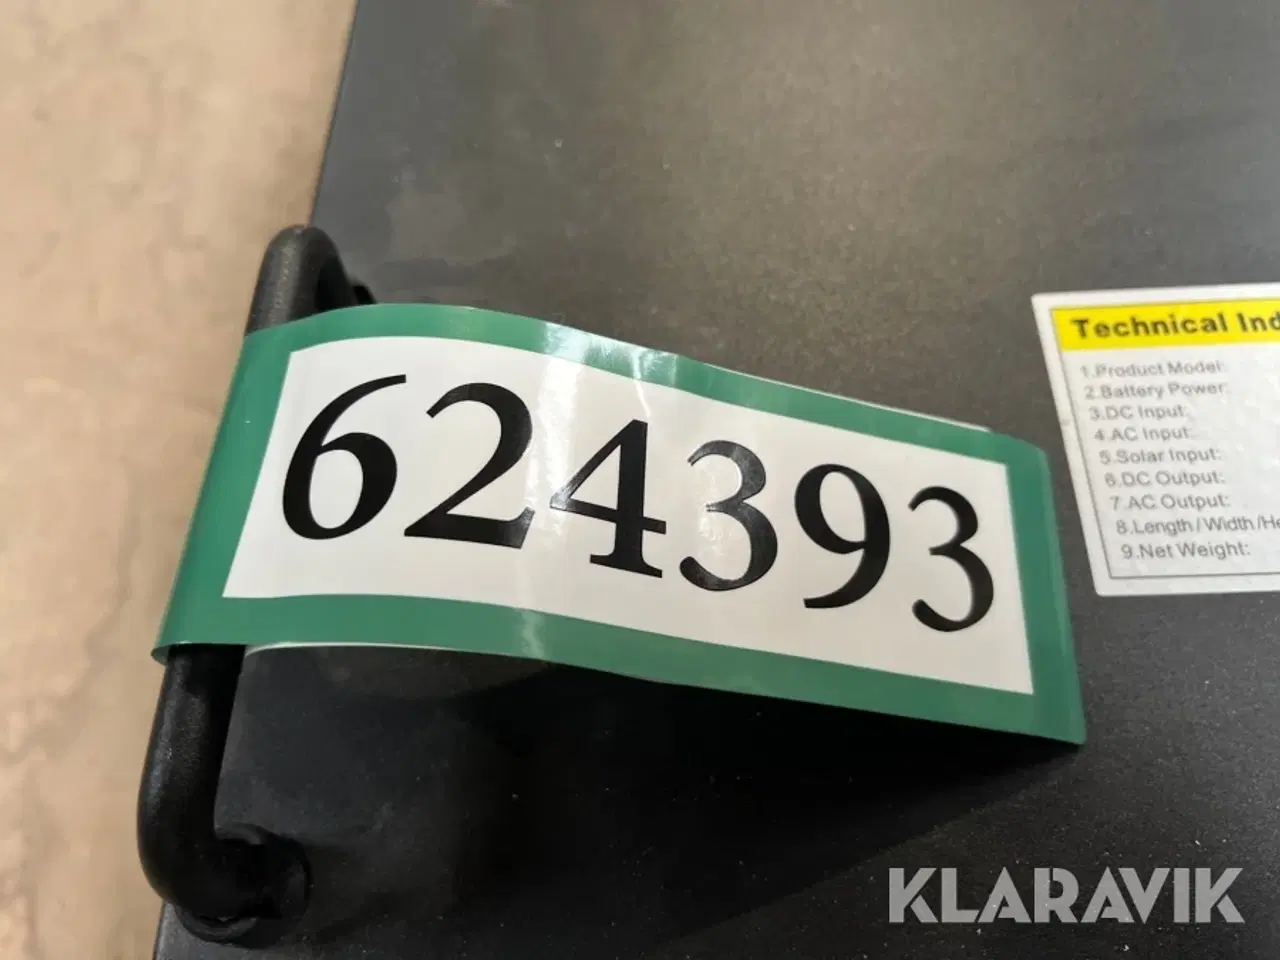 624393
Technical Ind
1.Product Model:
2.Battery Power:
3.DC Input:
4.AC Input:
5.Solar Input:
6.DC Output:
7.AC Output:
8.Length/Width/He
9.Net Weight:
KLARAVIK